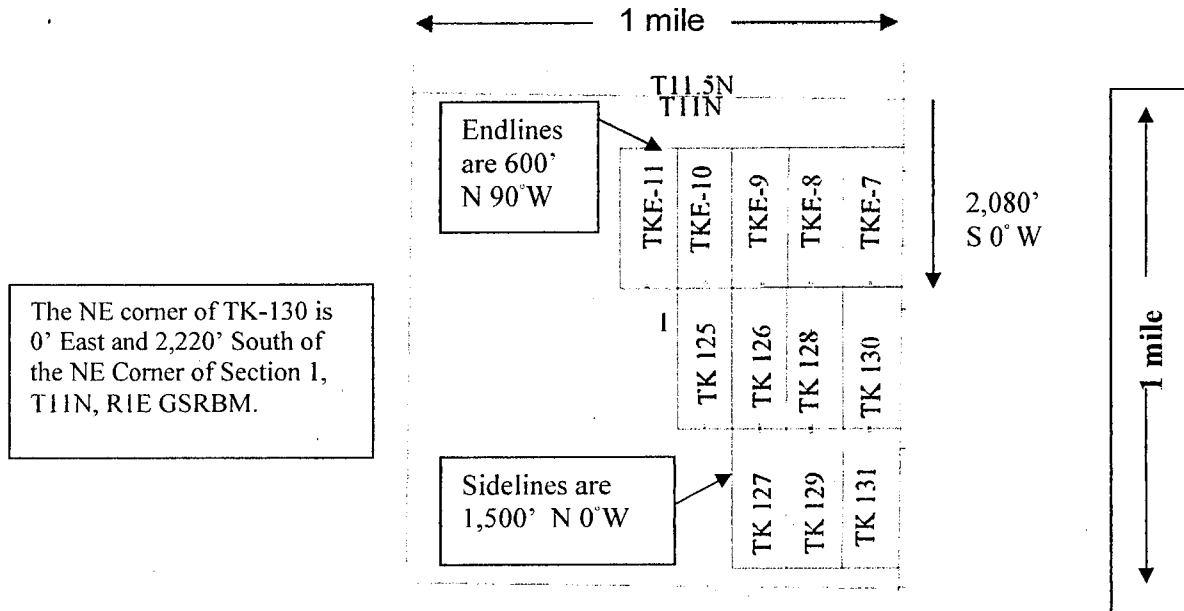 1 mile
T11.5N
T11N
Endlines
are 600’
N 90°W
TKE-11
TKE-10
TKE-9
TKE-8
TKE-7
2,080’
S 0° W
The NE corner of TK-130 is
0’ East and 2,220’ South of
the NE Corner of Section 1,
T11N, R1E GSRBM.
1
TK 125
TK 126
TK 128
TK 130
1 mile
Sidelines are
1,500’ N 0°W
TK 127
TK 129
TK 131